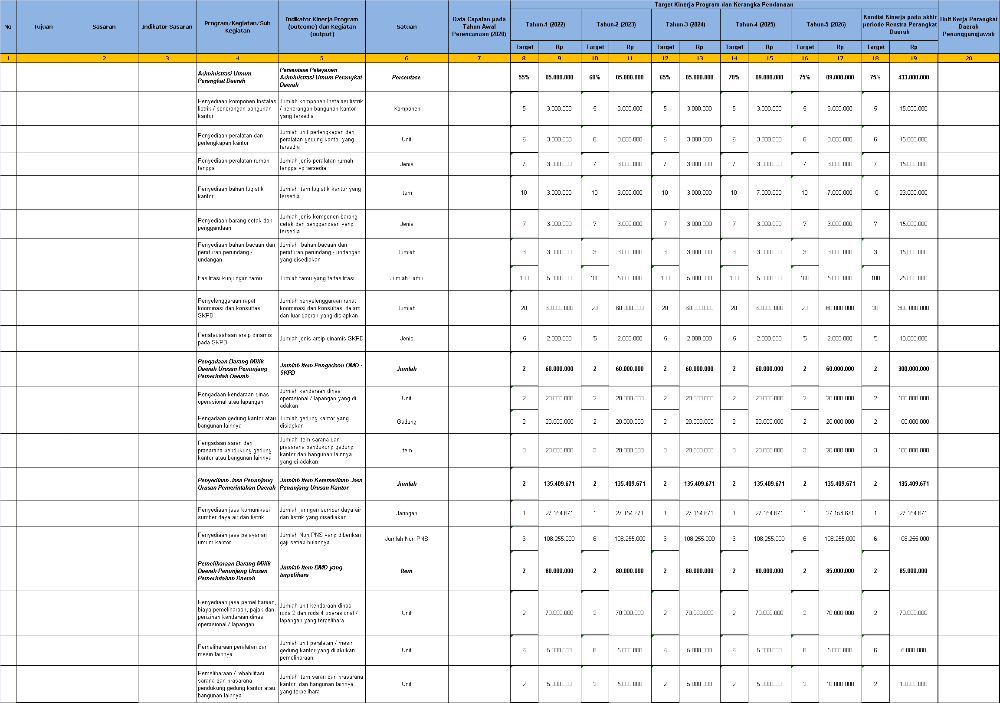 No
Tujuan
Sasaran
Indikator Sasaran
Program/Kegiatan/Sub
Kegiatan
Indikator Kinerja Program
(outcome) dan Kegiatan
(output)
Satuan
Data Capaian pada
Tahun Awal
Perencanaan (2020)
Target Kinerja Program dan Kerangka Pendanaan
Tahun-1 (2022)
Tahun-2 (2023)
Tahun-3 (2024)
Tahun-4 (2025)
Tahun-5 (2026)
Kondisi Kinerja pada akhir
periode Renstra Perangkat
Daerah
Unit Kerja Perangkat
Daerah
Penanggungjawab
Target Rp Target Rp Target Rp Target Rp Target Rp Target Rp
1 2 3 4 5 6 7 8 9 10 11 12 13 14 15 16 17 18 19 20
Administrasi Umum
Perangkat Daerah
Persentase Pelayanan
Administrasi Umum Perangkat
Daerah
Persentase
55% 85.000.000 60% 85.000.000 65% 85.000.000 70% 89.000.000 75% 89.000.000 75% 433.000.000
Penyediaan komponen Instalasi
listrik / penerangan bangunan
kantor
Jumlah komponen Instalasi listrik
/ penerangan bangunan kantor
yang tersedia
Komponen
5 3.000.000 5 3.000.000 5 3.000.000 5 3.000.000 5 3.000.000 5 15.000.000
Penyediaan peralatan dan
perlengkapan kantor
Jumlah unit perlengkapan dan
peralatan gedung kantor yang
tersedia
Unit
6 3.000.000 6 3.000.000 6 3.000.000 6 3.000.000 6 3.000.000 6 15.000.000
Penyediaan peralatan rumah
tangga
Jumlah jenis peralatan rumah
tangga yg tersedia
Jenis
7 3.000.000 7 3.000.000 7 3.000.000 7 3.000.000 7 3.000.000 7 15.000.000
Penyediaan bahan logistik
kantor
Jumlah item logistik kantor yang
tersedia
Item
10 3.000.000 10 3.000.000 10 3.000.000 10 7.000.000 10 7.000.000 10 23.000.000
Penyediaan barang cetak dan
penggandaan
Jumlah jenis komponen barang
cetak dan penggandaan yang
tersedia
Jenis
7 3.000.000 7 3.000.000 7 3.000.000 7 3.000.000 7 3.000.000 7 15.000.000
Penyediaan bahan bacaan dan
peraturan perundang -
undangan
Jumlah bahan bacaan dan
peraturan perundang - undangan
yang disediakan
Jumlah
3 3.000.000 3 3.000.000 3 3.000.000 3 3.000.000 3 3.000.000 3 15.000.000
Fasilitasi kunjungan tamu
Jumlah tamu yang terfasilitasi
Jumlah Tamu
100 5.000.000 100 5.000.000 100 5.000.000 100 5.000.000 100 5.000.000 100 25.000.000
Penyelenggaraan rapat
koordinasi dan konsultasi
SKPD
Jumlah penyelenggaraan rapat
koordinasi dan konsultasi dalam
dan luar daerah yang disiapkan
Jumlah
20 60.000.000 20 60.000.000 20 60.000.000 20 60.000.000 20 60.000.000 20 300.000.000
Penatausahaan arsip dinamis
pada SKPD
Jumlah jenis arsip dinamis SKPD
Jenis
'5 2.000.000 '5 2.000.000 '5 2.000.000 '5 2.000.000 '5 2.000.000 '5 10.000.000
Pengadaan Barang Milik
Daerah Urusan Penunjang
Pemerintah Daerah
Jumlah Item Pengadaan BMD -
SKPD
Jumlah
2 60.000.000 2 60.000.000 2 60.000.000 2 60.000.000 2 60.000.000 2 300.000.000
Pengadaan kendaraan dinas
operasional atau lapangan
Jumlah kendaraan dinas
operasional / lapangan yang di
adakan
Unit
2 20.000.000 2 20.000.000 2 20.000.000 2 20.000.000 2 20.000.000 2 100.000.000
Pengadaan gedung kantor atau
bangunan lainnya
Jumlah gedung kantor yang
disiapkan
Gedung
2 20.000.000 2 20.000.000 2 20.000.000 2 20.000.000 2 20.000.000 2 100.000.000
Pengadaan saran dan
prasarana pendukung gedung
kantor atau bangunan lainnya
Jumlah item sarana dan
prasarana pendukung gedung
kantor dan bangunan lainnya
yang di adakan
Item
3 20.000.000 3 20.000.000 3 20.000.000 3 20.000.000 3 20.000.000 3 100.000.000
Penyediaan Jasa Penunjang
Urusan Pemerintahan Daerah
Jumlah Item Ketersediaan Jasa
Penunjang Urusan Kantor
Jumlah
2 135.409.671 2 135.409.671 2 135.409.671 2 135.409.671 2 135.409.671 2 135.409.671
Penyediaan jasa komunikasi,
sumber daya air dan listrik
Jumlah jaringan sumber daya air
dan listrik yang disediakan
Jaringan
1 27.154.671 1 27.154.671 1 27.154.671 1 27.154.671 1 27.154.671 1 27.154.671
Penyediaan jasa pelayanan
umum kantor
Jumlah Non PNS yang diberikan
gaji setiap bulannya
Jumlah Non PNS
6 108.255.000 6 108.255.000 6 108.255.000 6 108.255.000 6 108.255.000 6 108.255.000
Pemeliharaan Barang Milik
Daerah Penunjang Urusan
Pemerintahan Daerah
Jumlah Item BMD yang
terpelihara
Item
2 80.000.000 2 80.000.000 2 80.000.000 2 80.000.000 2 85.000.000 2 85.000.000
Penyediaan jasa pemeliharaan,
biaya pemeliharaan, pajak dan
perizinan kendaraan dinas
operasional / lapangan
Jumlah unit kendaraan dinas
roda 2 dan roda 4 operasional /
lapangan yang terpelihara
Unit
2 70.000.000 2 70.000.000 2 70.000.000 2 70.000.000 2 70.000.000 2 70.000.000
Pemeliharaan peralatan dan
mesin lainnya
Jumlah unit peralatan / mesin
gedung kantor yang dilakukan
pemeliharaan
Unit
6 5.000.000 6 5.000.000 6 5.000.000 6 5.000.000 6 5.000.000 6 5.000.000
Pemeliharaan / rehabilitasi
sarana dan prasarana
pendukung gedung kantor atau
bangunan lainnya
Jumlah Item saran dan prasarana
kantor dan bangunan lainnya
yang terpelihara
Unit
2 5.000.000 2 5.000.000 2 5.000.000 2 5.000.000 2 10.000.000 2 10.000.000